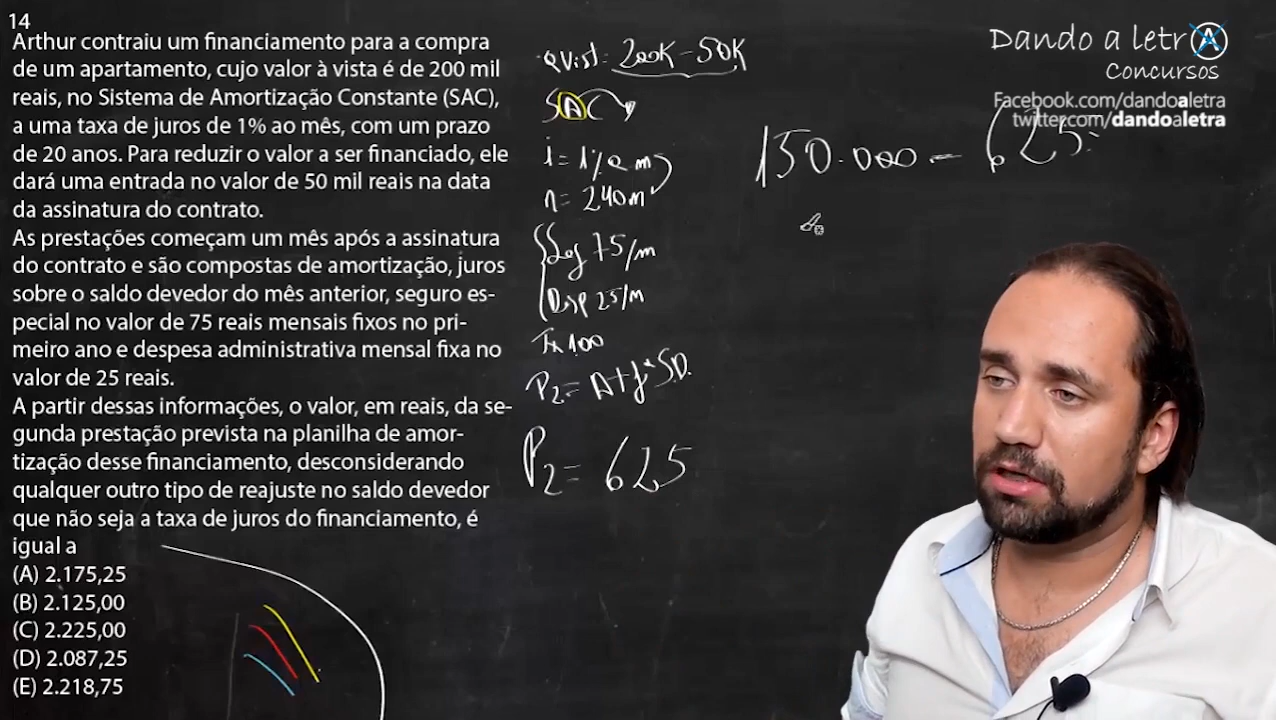 14
Arthur contraiu um financiamento para a compra
de um apartamento, cujo valor à vista é de 200 mil
reais, no Sistema de Amortização Constante (SAC),
a uma taxa de juros de 1% ao mês, com um prazo
de 20 anos. Para reduzir o valor a ser financiado, ele
dará uma entrada no valor de 50 mil reais na data
da assinatura do contrato.
As prestações começam um mês após a assinatura
do contrato e são compostas de amortização, juros
sobre o saldo devedor do mês anterior, seguro es-
pecial no valor de 75 reais mensais fixos no pri-
meiro ano e despesa administrativa mensal fixa no
valor de 25 reais.
A partir dessas informações, o valor, em reais, da se-
gunda prestação prevista na planilha de amor-
tização desse financiamento, desconsiderando
qualquer outro tipo de reajuste no saldo devedor
que não seja a taxa de juros do financiamento, é
igual a
(A) 2.175,25
(B) 2.125,00
(C) 2.225,00
(D) 2.087,25
(E) 2.218,75
200K - 50K
SAC
i = 1% a m
n = 240m
75/m
25/m
100
P2 = A + J * S.D.
P2 = 625
150.000 - 625
Dando a letrA
Concursos
Facebook.com/dandoaletra
twitter.com/dandoaletra